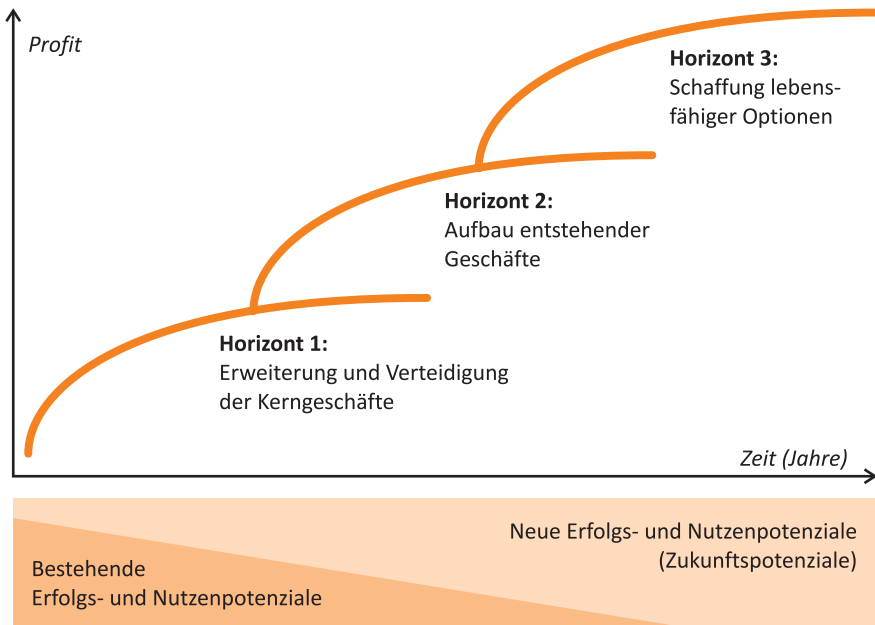 Profit
Horizont 3:
Schaffung lebens-
fähiger Optionen
Horizont 2:
Aufbau entstehender
Geschäfte
Horizont 1:
Erweiterung und Verteidigung
der Kerngeschäfte
Zeit (Jahre)
Neue Erfolgs- und Nutzenpotenziale
(Zukunftspotenziale)
Bestehende
Erfolgs- und Nutzenpotenziale